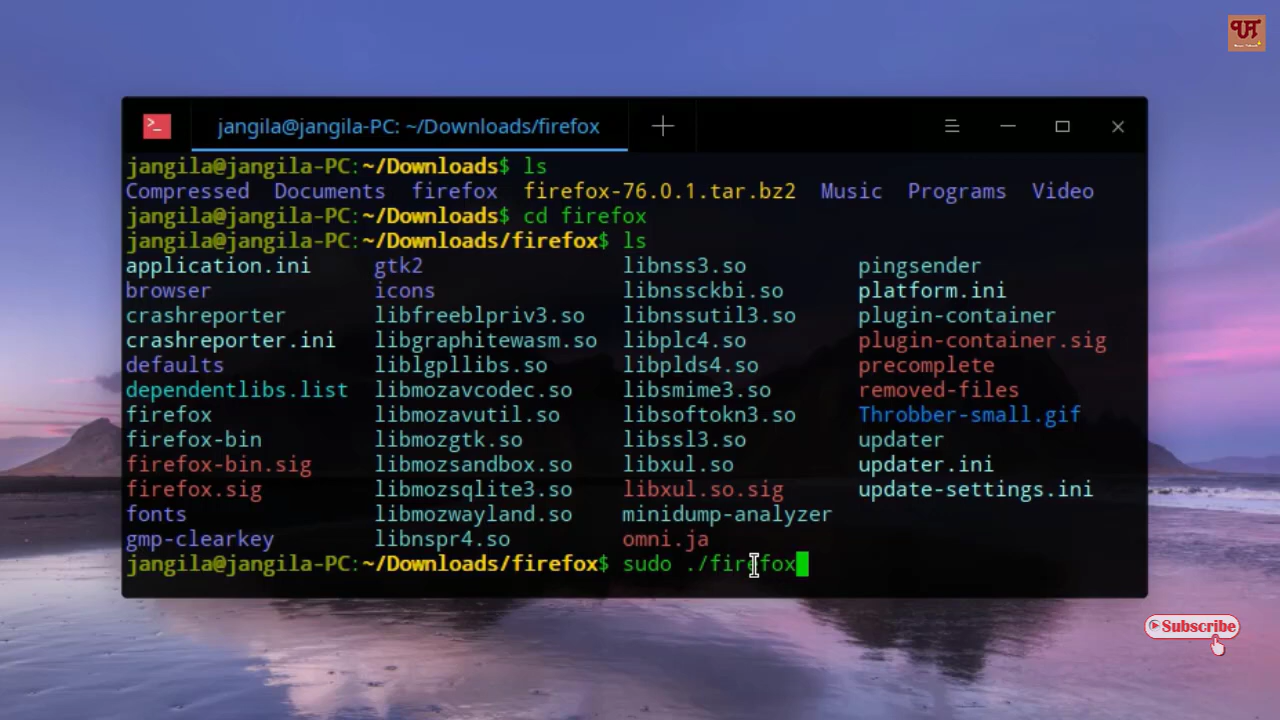 jangila@jangila-PC: ~/Downloads/firefox
jangila@jangila-PC:~/Downloads$ ls
Compressed Documents firefox firefox-76.0.1.tar.bz2 Music Programs Video
jangila@jangila-PC:~/Downloads$ cd firefox
jangila@jangila-PC:~/Downloads/firefox$ ls
application.ini gtk2 libnss3.so pingsender
browser icons libnssckbi.so platform.ini
crashreporter libfreeblpriv3.so libnssutil3.so plugin-container
crashreporter.ini libgraphitewasm.so libplc4.so plugin-container.sig
defaults liblgpllibs.so libplds4.so precomplete
dependentlibs.list libmozavcodec.so libsmime3.so removed-files
firefox libmozavutil.so libsoftokn3.so Throbber-small.gif
firefox-bin libmozgtk.so libssl3.so updater
firefox-bin.sig libmozsandbox.so libxul.so updater.ini
firefox.sig libmozsqlite3.so libxul.so.sig update-settings.ini
fonts libmozwayland.so minidump-analyzer
gmp-clearkey libnspr4.so omni.ja
jangila@jangila-PC:~/Downloads/firefox$ sudo ./firefox
Subscribe